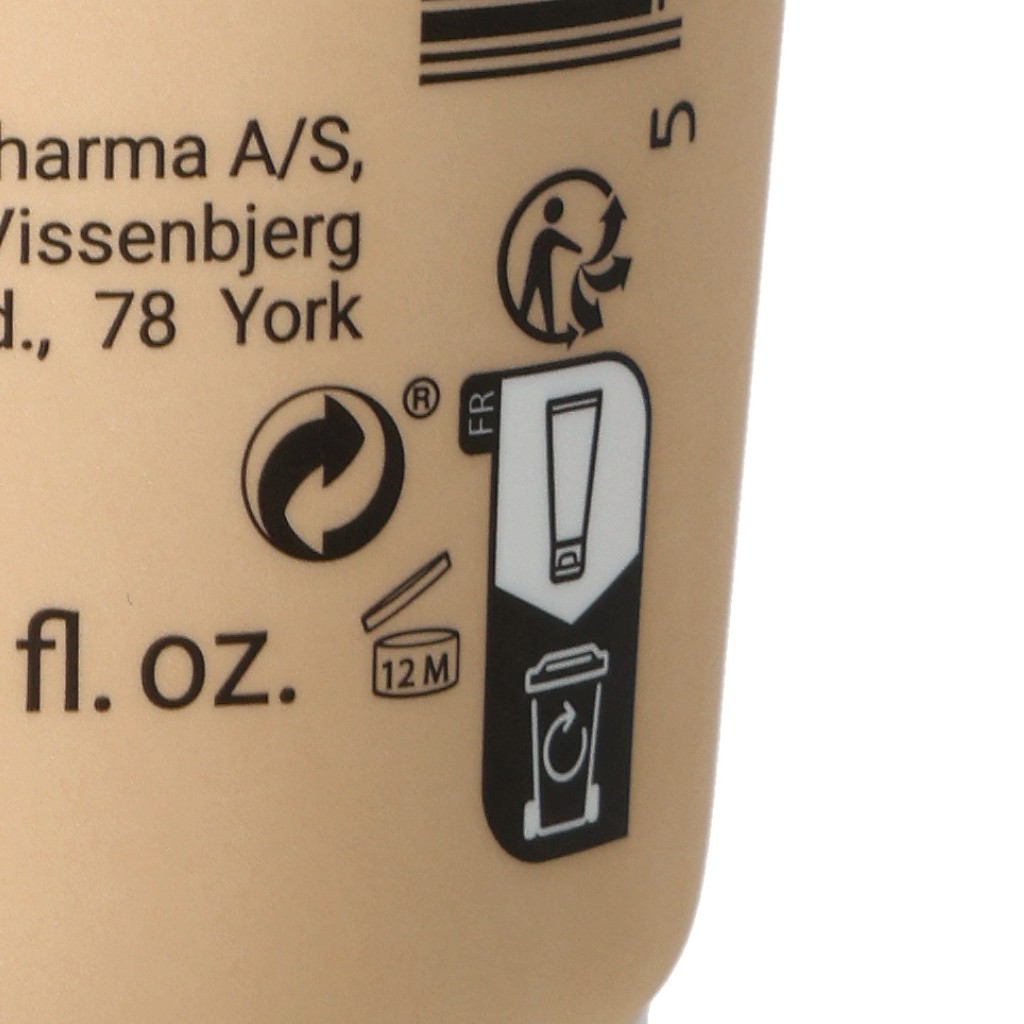 5
harma A/S,
Vissenbjerg
d., 78 York
®
FR
12 M
fl. oz.